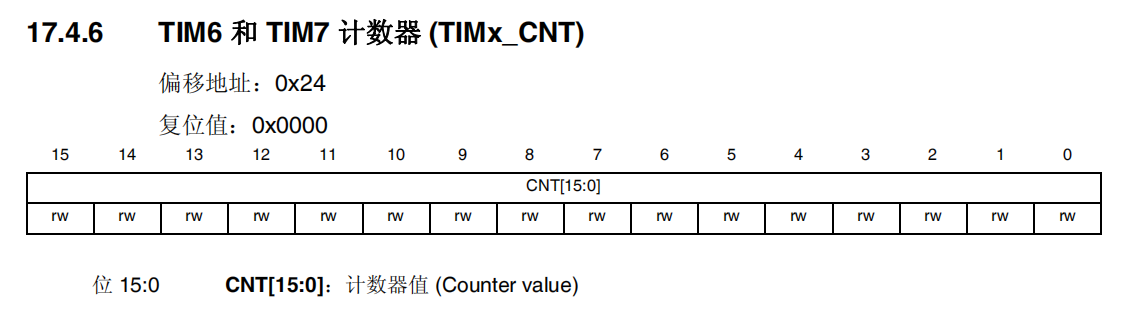 17.4.6 TIM6 和 TIM7 计数器 (TIMx_CNT)
偏移地址：0x24
复位值：0x0000
15 14 13 12 11 10 9 8 7 6 5 4 3 2 1 0
CNT[15:0]
rw rw rw rw rw rw rw rw rw rw rw rw rw rw rw rw
位 15:0 CNT[15:0]：计数器值 (Counter value)